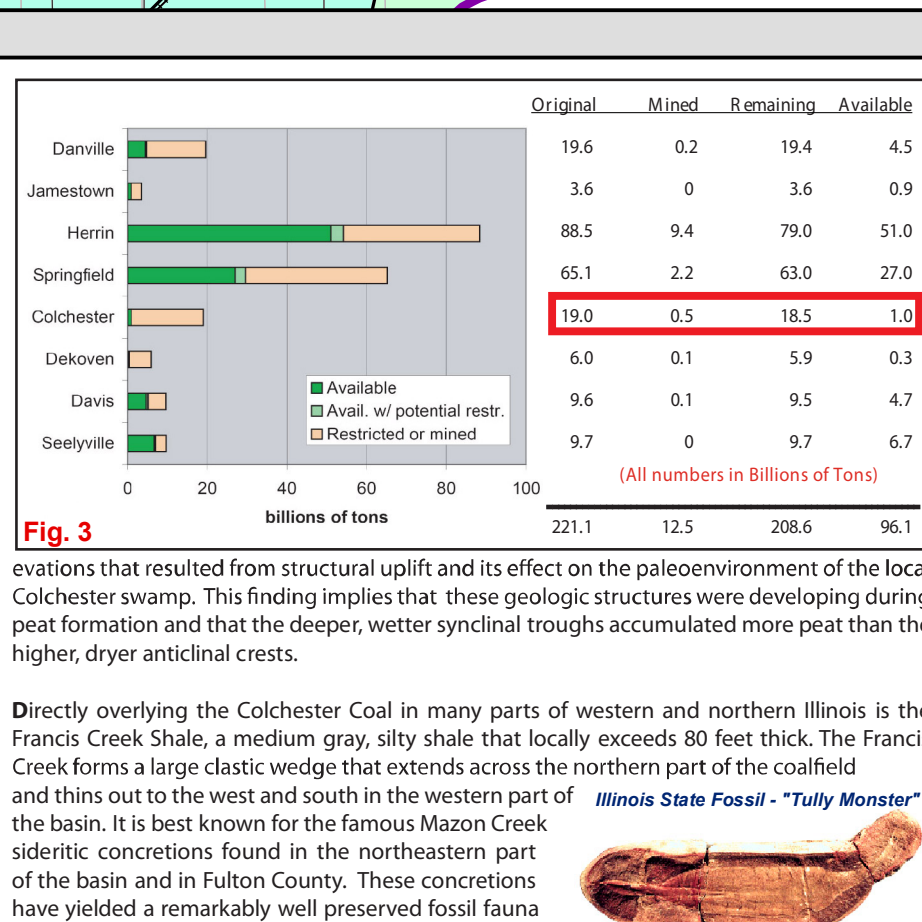 Original Mined Remaining Available
Danville 19.6 0.2 19.4 4.5
Jamestown 3.6 0 3.6 0.9
Herrin 88.5 9.4 79.0 51.0
Springfield 65.1 2.2 63.0 27.0
Colchester 19.0 0.5 18.5 1.0
Dekoven 6.0 0.1 5.9 0.3
Davis 9.6 0.1 9.5 4.7
Seelyville 9.7 0 9.7 6.7
Available
Avail. w/ potential restr.
Restricted or mined
(All numbers in Billions of Tons)
0 20 40 60 80 100
billions of tons
Fig. 3
221.1 12.5 208.6 96.1
evations that resulted from structural uplift and its effect on the paleoenvironment of the loca
Colchester swamp. This finding implies that these geologic structures were developing during
peat formation and that the deeper, wetter synclinal troughs accumulated more peat than the
higher, dryer anticlinal crests.
Directly overlying the Colchester Coal in many parts of western and northern Illinois is the
Francis Creek Shale, a medium gray, silty shale that locally exceeds 80 feet thick. The Franci
Creek forms a large clastic wedge that extends across the northern part of the coalfield
and thins out to the west and south in the western part of
the basin. It is best known for the famous Mazon Creek
sideritic concretions found in the northeastern part
of the basin and in Fulton County. These concretions
have yielded a remarkably well preserved fossil fauna
Illinois State Fossil - "Tully Monster"